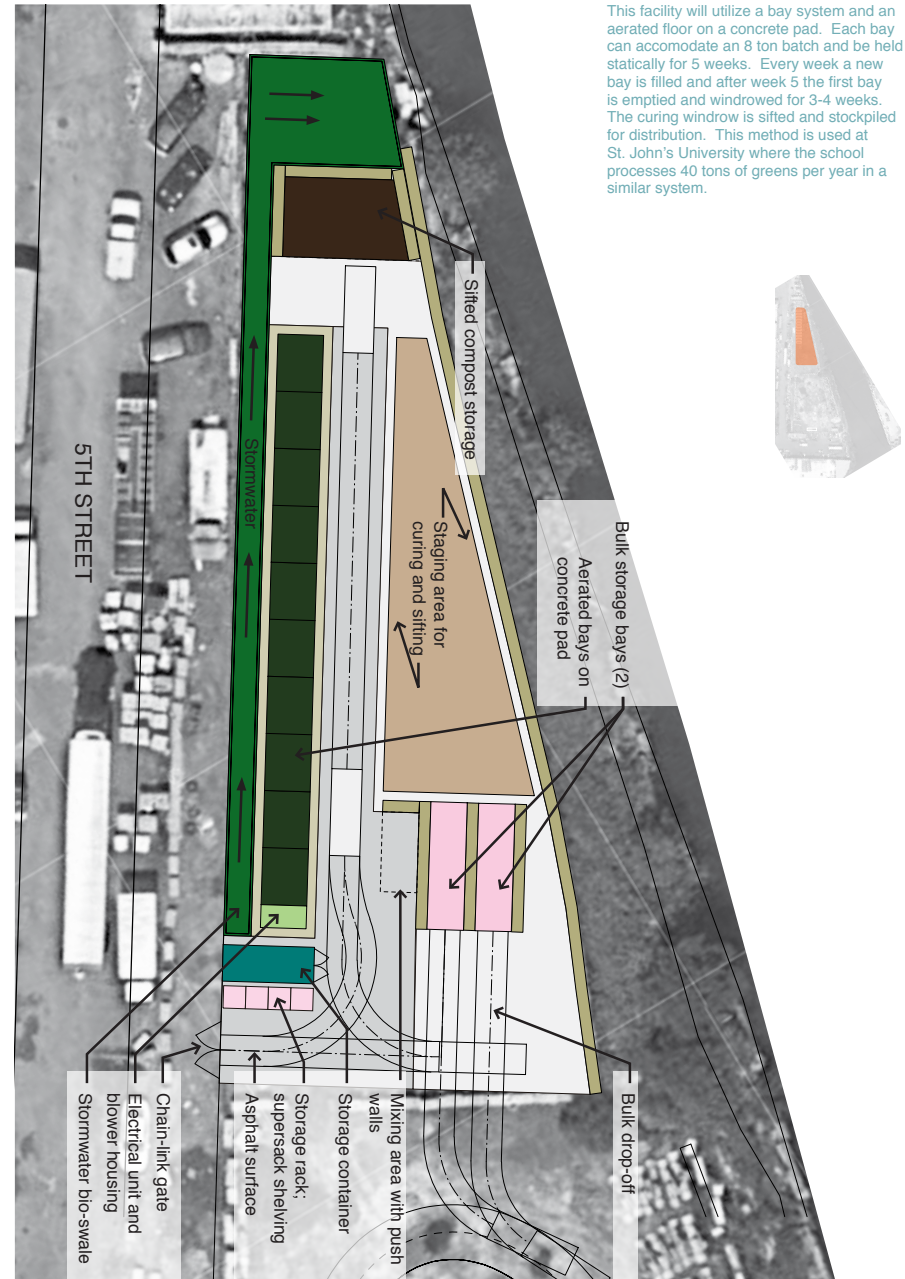 This facility will utilize a bay system and an
aerated floor on a concrete pad.  Each bay
can accomodate an 8 ton batch and be held
statically for 5 weeks.  Every week a new
bay is filled and after week 5 the first bay
is emptied and windrowed for 3-4 weeks.
The curing windrow is sifted and stockpiled
for distribution.  This method is used at
St. John's University where the school
processes 40 tons of greens per year in a
similar system.
Sifted compost storage
Stormwater
5TH STREET
Staging area for
curing and sifting
Bulk storage bays (2)
Aerated bays on
concrete pad
Bulk drop-off
Mixing area with push
walls
Storage container
Storage rack;
supersack shelving
Asphalt surface
Chain-link gate
Electrical unit and
blower housing
Stormwater bio-swale